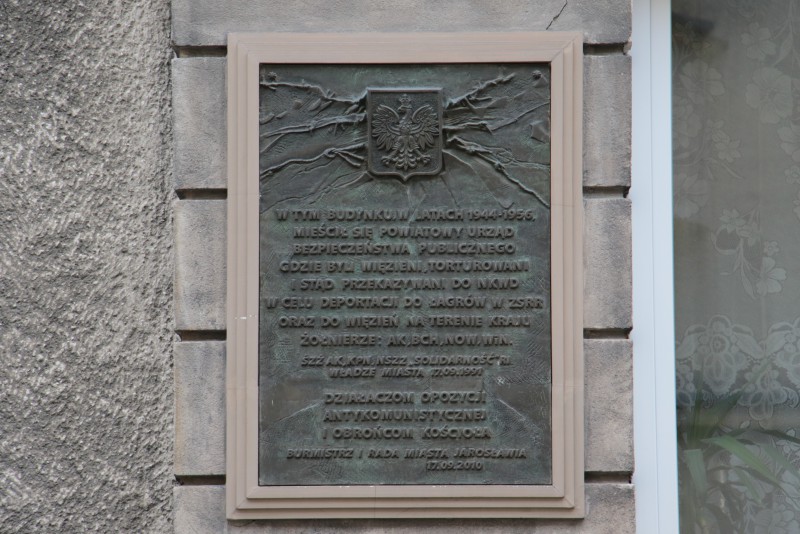 W TYM BUDYNKU, W LATACH 1944-1956,
MIEŚCIŁ SIĘ POWIATOWY URZĄD
BEZPIECZEŃSTWA PUBLICZNEGO
GDZIE BYLI WIĘZIENI, TORTUROWANI
I STĄD PRZEKAZYWANI DO NKWD
W CELU DEPORTACJI DO ŁAGRÓW W ZSRR
ORAZ DO WIĘZIEŃ NA TERENIE KRAJU
ŻOŁNIERZE: AK, BCH, NOW, WiN.
SZŻ AK, KPN, NSZZ „SOLIDARNOŚĆ” RI
WŁADZE MIASTA 17.09.1991
DZIAŁACZOM OPOZYCJI
ANTYKOMUNISTYCZNEJ
I OBROŃCOM KOŚCIOŁA
BURMISTRZ I RADA MIASTA JAROSŁAWIA
17.09.2010